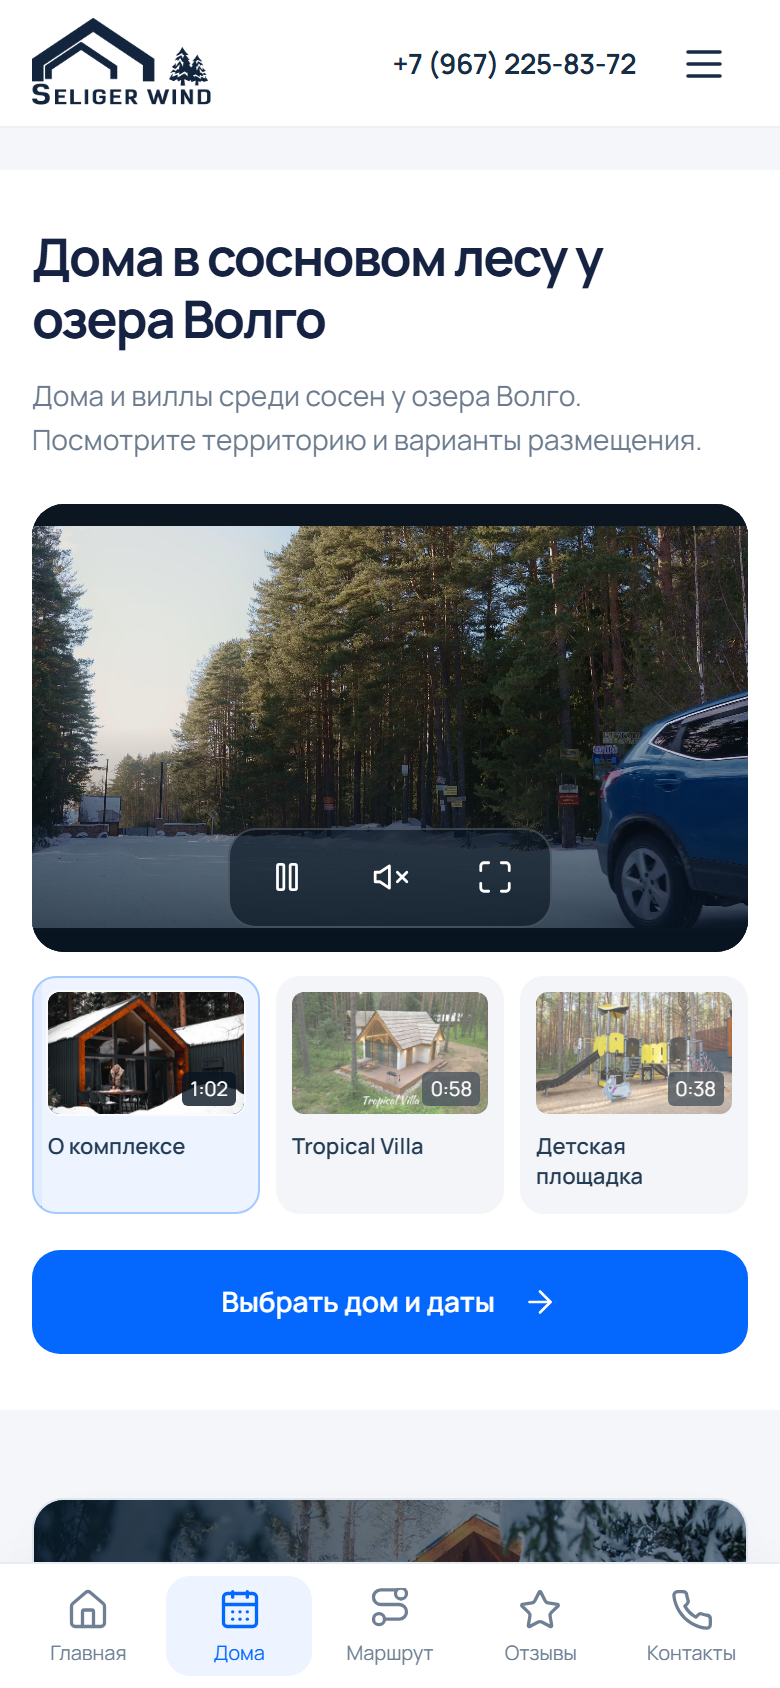 SELIGER WIND
+7 (967) 225-83-72
Дома в сосновом лесу у
озера Волго
Дома и виллы среди сосен у озера Волго.
Посмотрите территорию и варианты размещения.
1:02
Tropical Villa
0:58
0:38
О комплексе
Tropical Villa
Детская
площадка
Выбрать дом и даты
Главная
Дома
Маршрут
Отзывы
Контакты